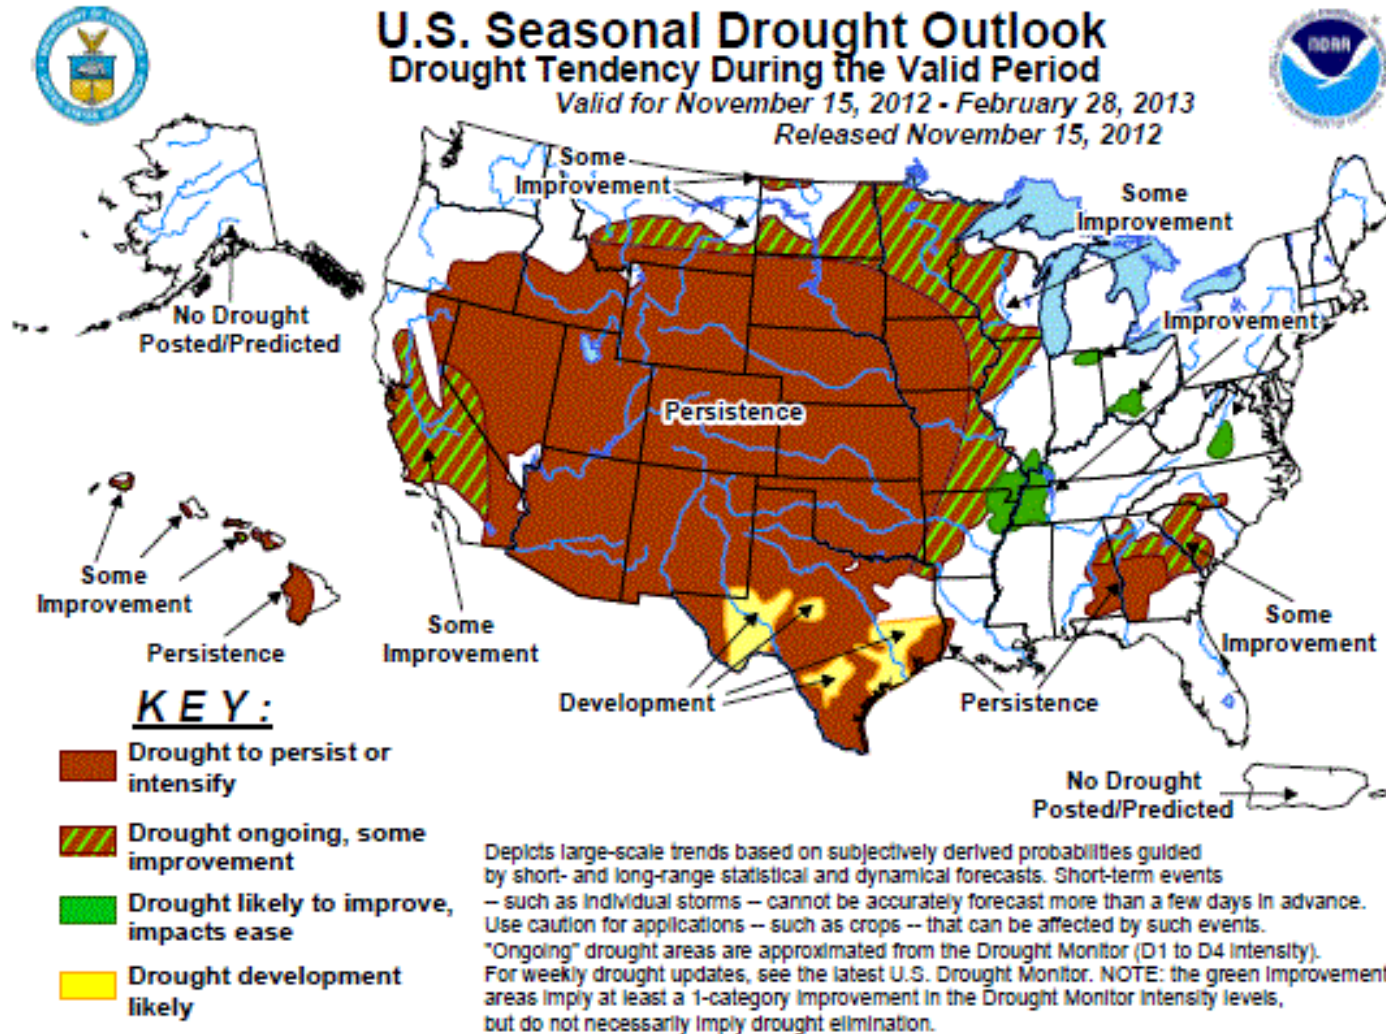 U.S. Seasonal Drought Outlook
Drought Tendency During the Valid Period
Valid for November 15, 2012 - February 28, 2013
Released November 15, 2012
NOAA
Some
Improvement
Some
Improvement
No Drought
Posted/Predicted
Improvement
Persistence
Some
Improvement
Persistence
Some
Improvement
Development
Persistence
Some
Improvement
No Drought
Posted/Predicted
KEY:
Drought to persist or
intensify
Drought ongoing, some
improvement
Drought likely to improve,
impacts ease
Drought development
likely
Depicts large-scale trends based on subjectively derived probabilities guided
by short- and long-range statistical and dynamical forecasts. Short-term events
-- such as individual storms -- cannot be accurately forecast more than a few days in advance.
Use caution for applications -- such as crops -- that can be affected by such events.
"Ongoing" drought areas are approximated from the Drought Monitor (D1 to D4 intensity).
For weekly drought updates, see the latest U.S. Drought Monitor. NOTE: the green improvement
areas imply at least a 1-category improvement in the Drought Monitor intensity levels,
but do not necessarily imply drought elimination.